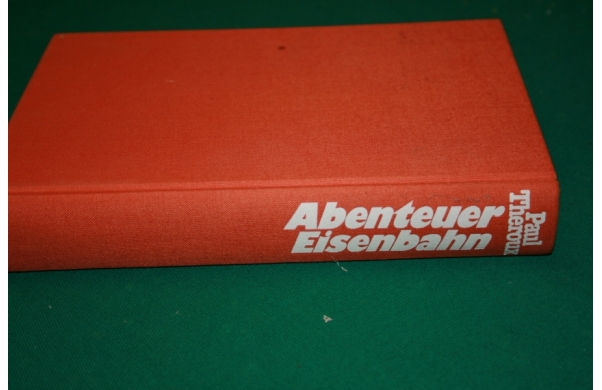 Paul
Theroux
Abenteuer
Eisenbahn